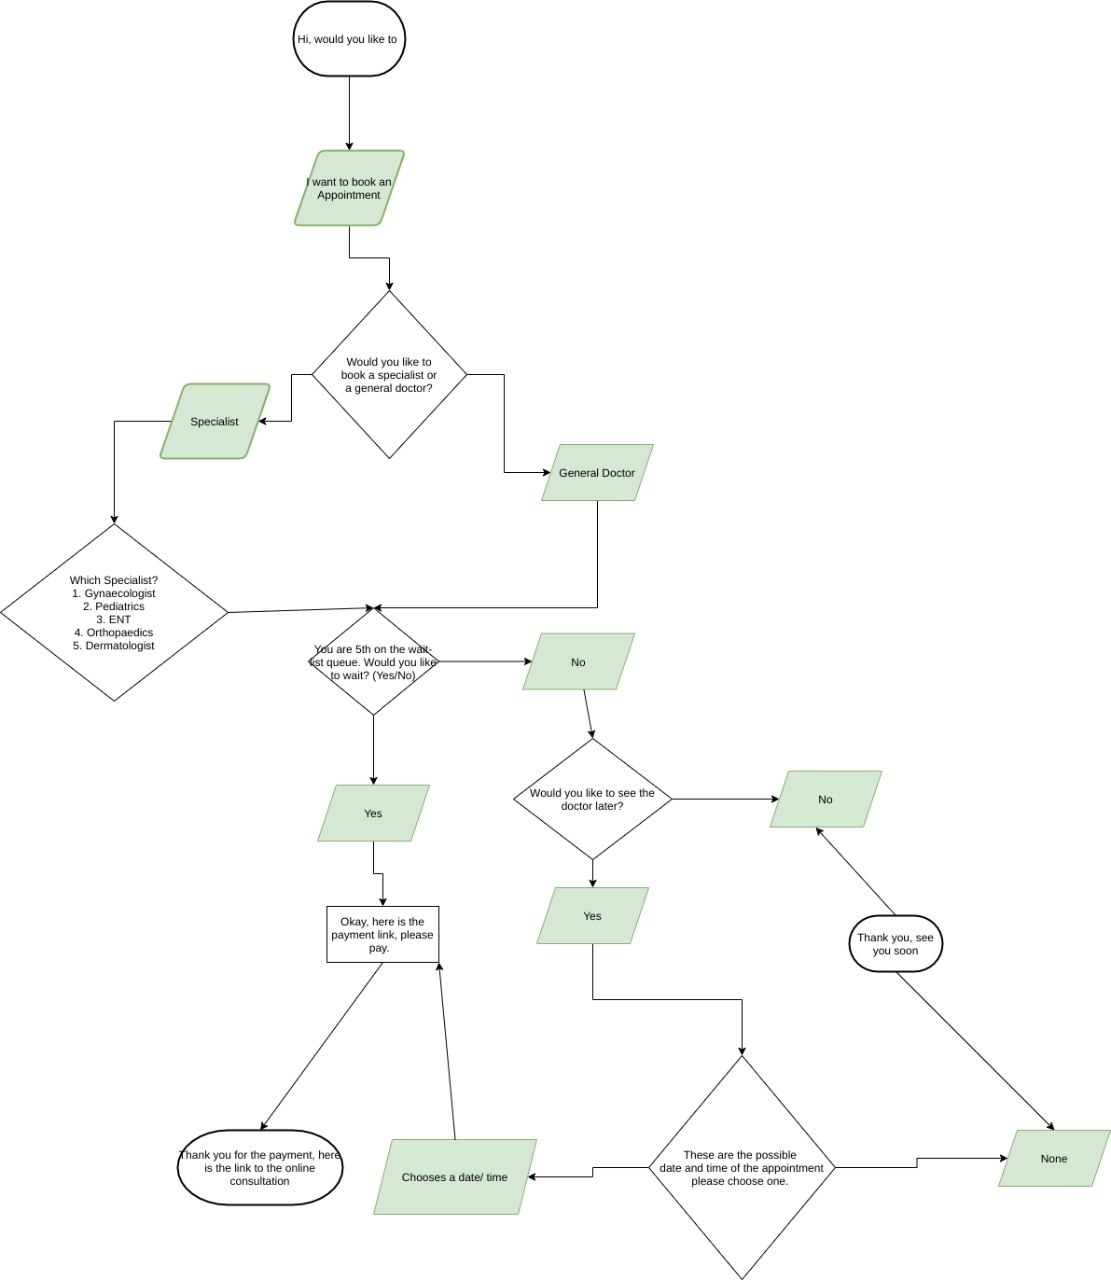 Hi, would you like to
I want to book an
Appointment
Would you like to
book a specialist or
a general doctor?
Specialist
General Doctor
Which Specialist?
1. Gynaecologist
2. Pediatrics
3. ENT
4. Orthopaedics
5. Dermatologist
You are 5th on the wait-
list queue. Would you like
to wait? (Yes/No)
No
Would you like to see the
doctor later?
No
Yes
Yes
Okay, here is the
payment link, please
pay.
Thank you, see
you soon
Thank you for the payment, here
is the link to the online
consultation
Chooses a date/ time
These are the possible
date and time of the appointment
please choose one.
None